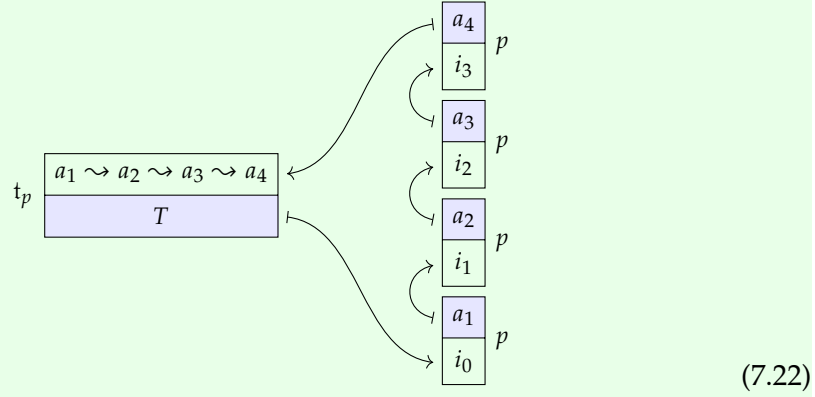 a₄
p
i₃
a₃
p
i₂
a₁ ⇝ a₂ ⇝ a₃ ⇝ a₄
𝔱ₚ
T
a₂
p
i₁
a₁
p
i₀
(7.22)